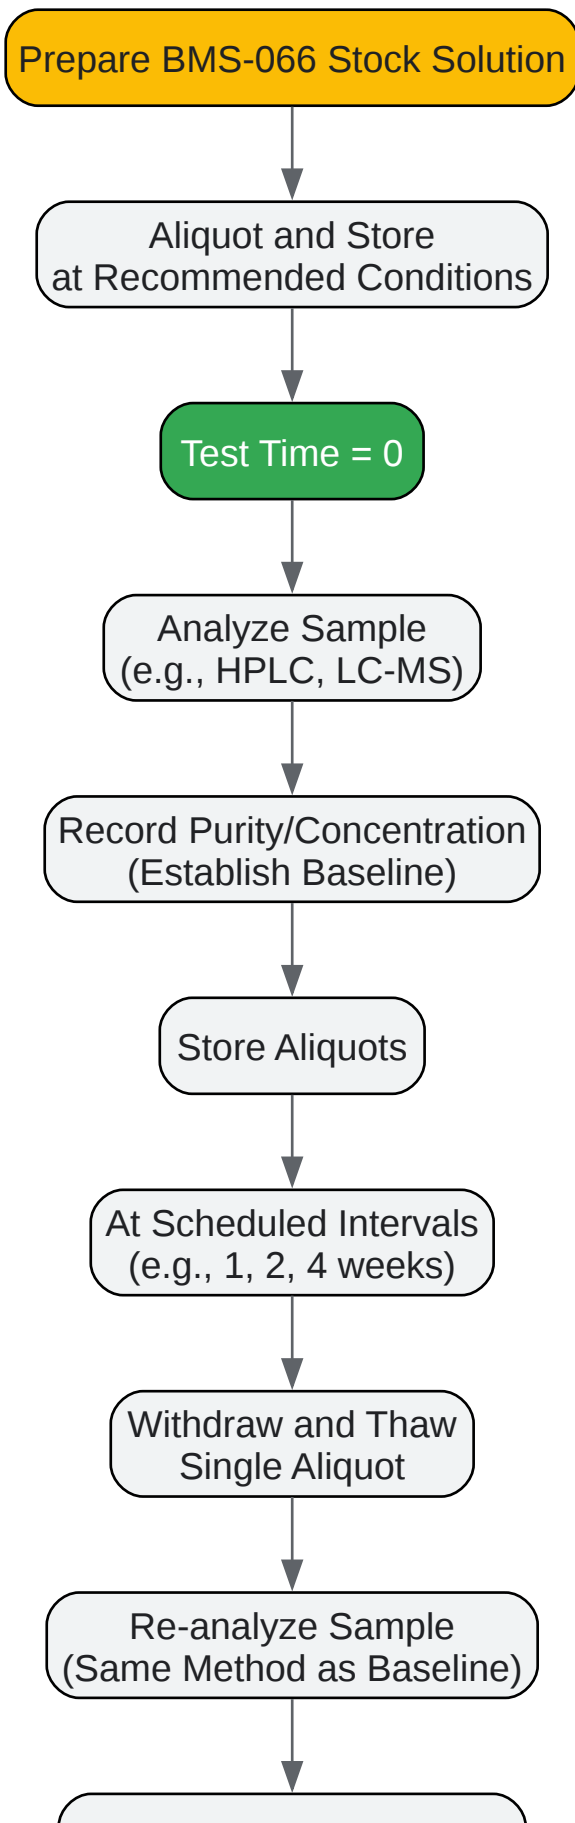 Prepare BMS-066 Stock Solution
Aliquot and Store
at Recommended Conditions
Test Time = 0
Analyze Sample
(e.g., HPLC, LC-MS)
Record Purity/Concentration
(Establish Baseline)
Store Aliquots
At Scheduled Intervals
(e.g., 1, 2, 4 weeks)
Withdraw and Thaw
Single Aliquot
Re-analyze Sample
(Same Method as Baseline)